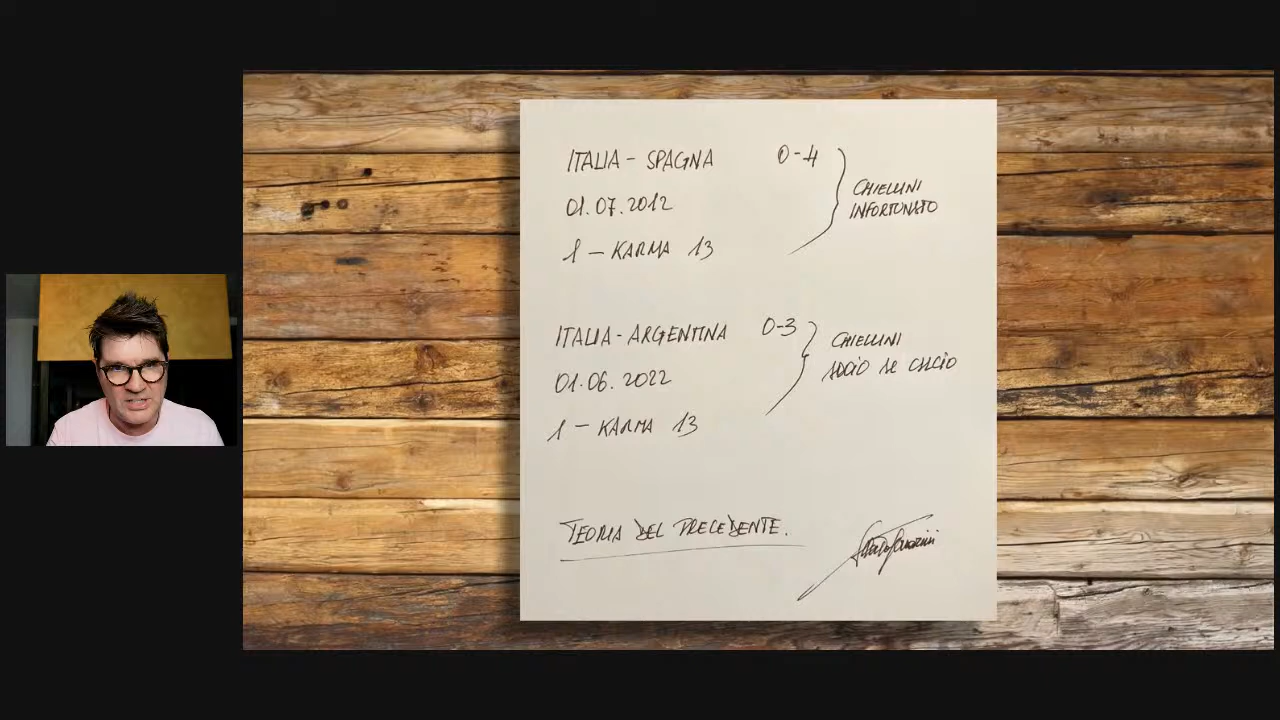 ITALIA - SPAGNA 0-4
01.07.2012
1 - KARMA 13
CHIELLINI
INFORTUNATO
ITALIA - ARGENTINA 0-3
01.06.2022
1 - KARMA 13
CHIELLINI
ADDIO AL CALCIO
TEORIA DEL PRECEDENTE.